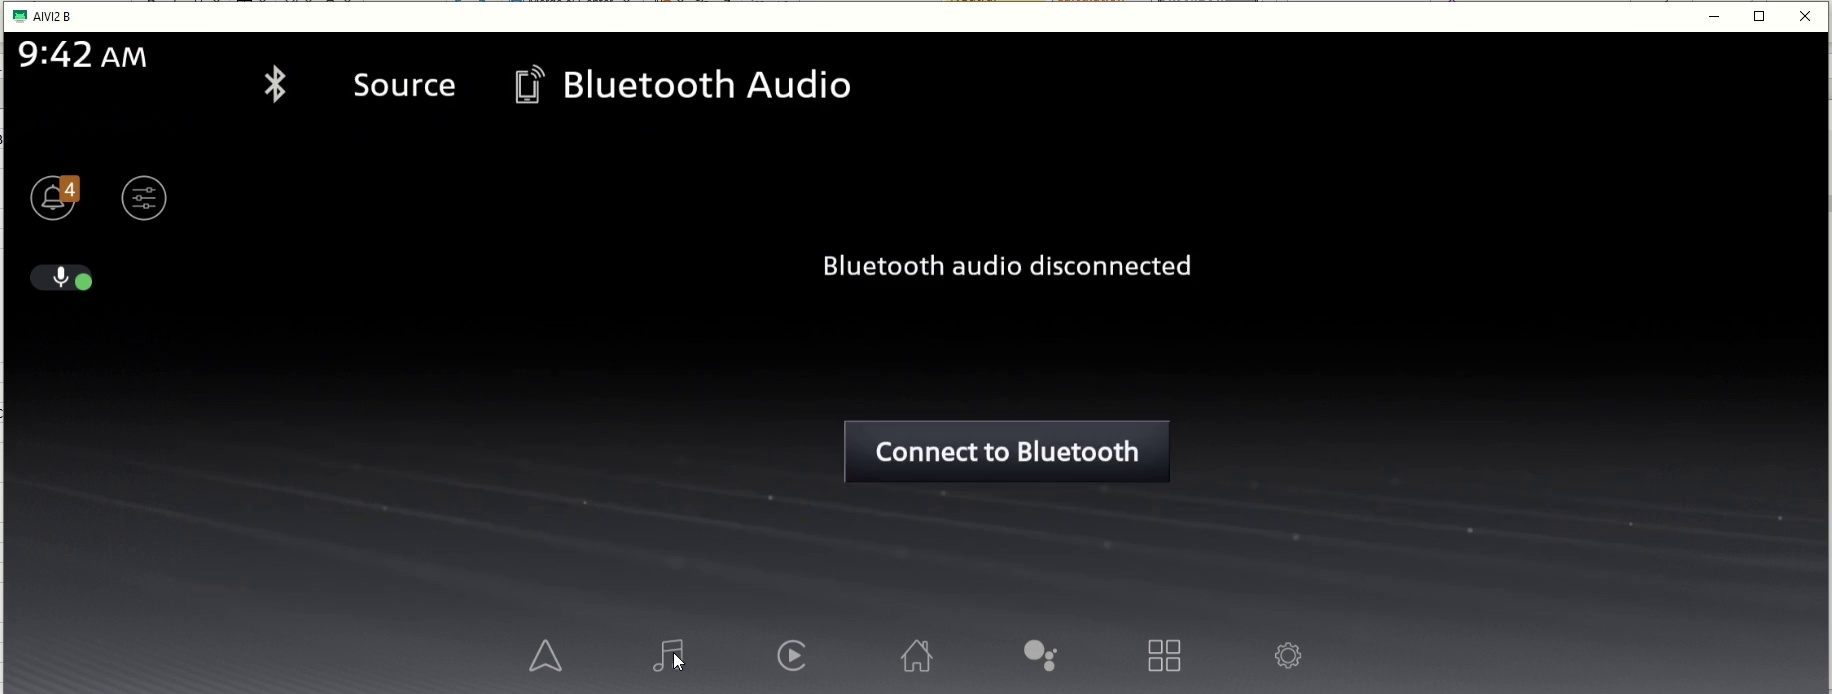 AIVI2 B
9:42 AM
Source
Bluetooth Audio
4
Bluetooth audio disconnected
Connect to Bluetooth